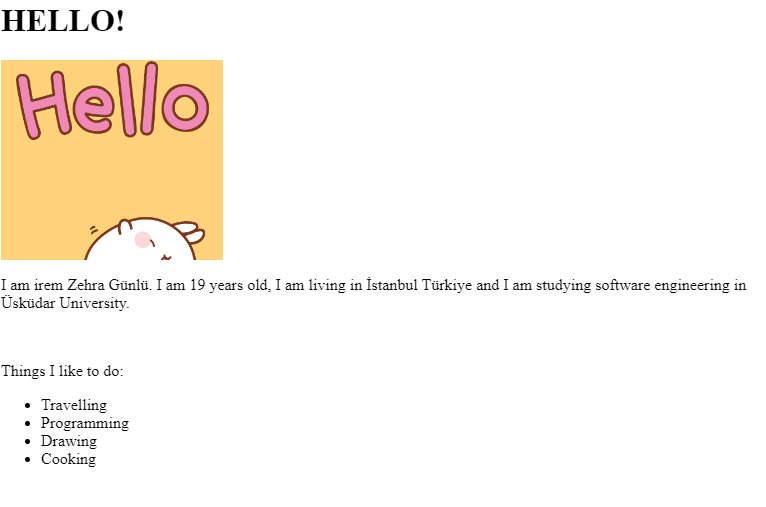 HELLO!
Hello
I am irem Zehra Günlü. I am 19 years old, I am living in İstanbul Türkiye and I am studying software engineering in
Üsküdar University.
Things I like to do:
Travelling
Programming
Drawing
Cooking